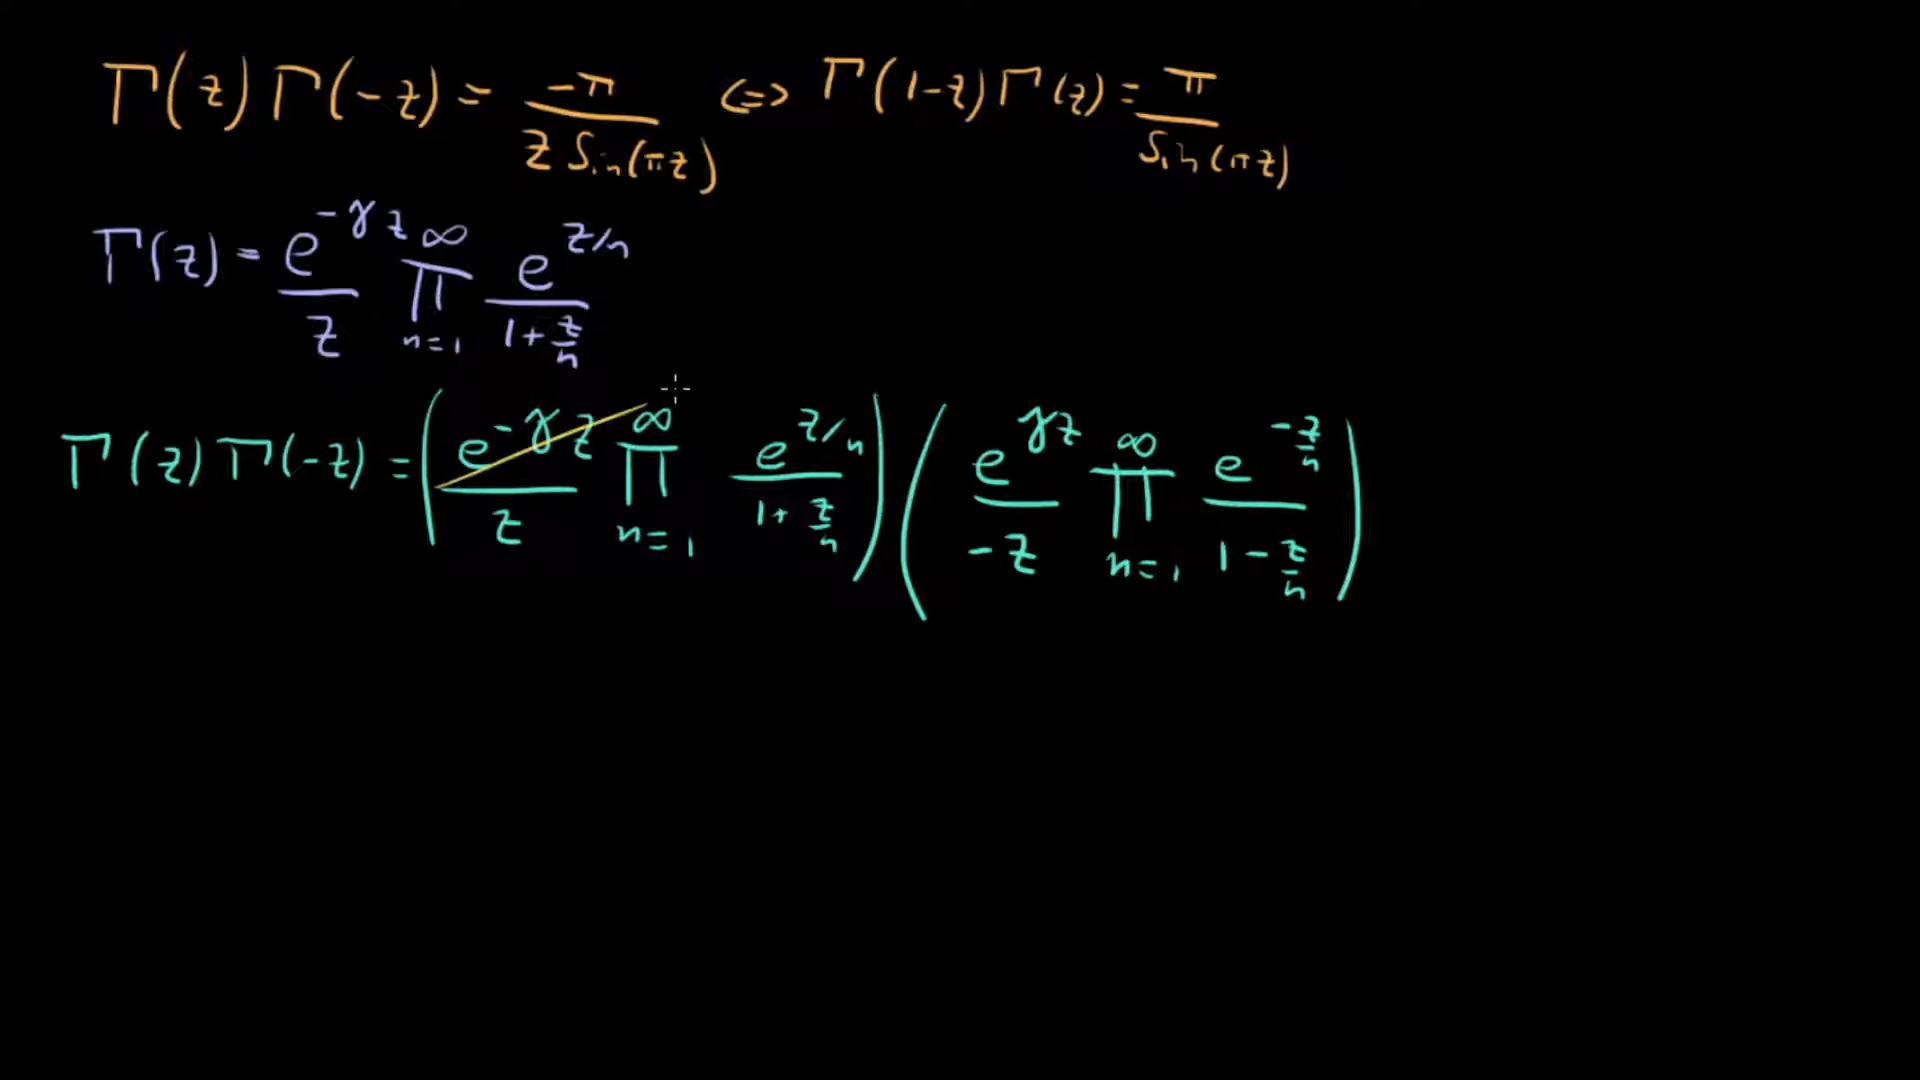 Γ(z) Γ(-z) = -π / (z Sin(πz)) <=> Γ(1-z) Γ(z) = π / Sin(πz)
Γ(z) = e^(-γz) / z ∏_(n=1)^∞ e^(z/n) / (1 + z/n)
Γ(z) Γ(-z) = ( e^(-γz) / z ∏_(n=1)^∞ e^(z/n) / (1 + z/n) ) ( e^(γz) / (-z) ∏_(n=1)^∞ e^(-z/n) / (1 - z/n) )